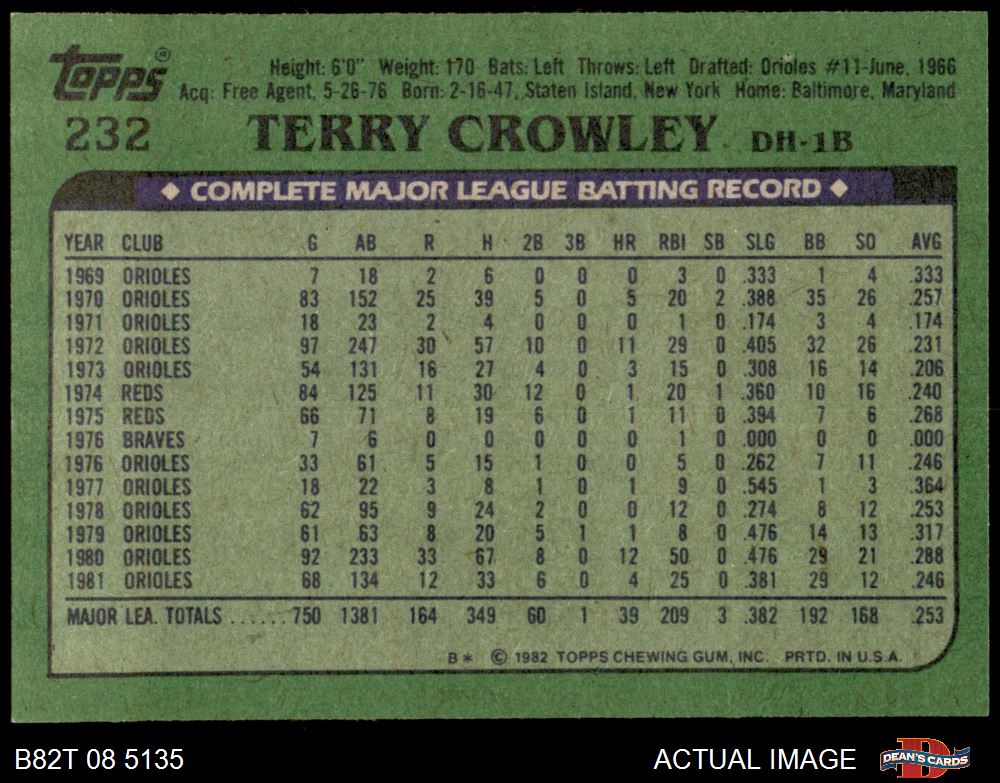 Topps®
Height: 6'0" Weight: 170 Bats: Left Throws: Left Drafted: Orioles #11-June, 1966
Acq: Free Agent, 5-26-76 Born: 2-16-47, Staten Island, New York Home: Baltimore, Maryland
232 TERRY CROWLEY DH-1B
◆ COMPLETE MAJOR LEAGUE BATTING RECORD ◆
YEAR CLUB G AB R H 2B 3B HR RBI SB SLG BB SO AVG
1969 ORIOLES 7 18 2 6 0 0 0 3 0 .333 1 4 .333
1970 ORIOLES 83 152 25 39 5 0 5 20 2 .388 35 26 .257
1971 ORIOLES 18 23 2 4 0 0 0 1 0 .174 3 4 .174
1972 ORIOLES 97 247 30 57 10 0 11 29 0 .405 32 26 .231
1973 ORIOLES 54 131 16 27 4 0 3 15 0 .308 16 14 .206
1974 REDS 84 125 11 30 12 0 1 20 1 .360 10 16 .240
1975 REDS 66 71 8 19 6 0 1 11 0 .394 7 6 .268
1976 BRAVES 7 6 0 0 0 0 0 1 0 .000 0 0 .000
1976 ORIOLES 33 61 5 15 1 0 0 5 0 .262 7 11 .246
1977 ORIOLES 18 22 3 8 1 0 1 9 0 .545 1 3 .364
1978 ORIOLES 62 95 9 24 2 0 0 12 0 .274 8 12 .253
1979 ORIOLES 61 63 8 20 5 1 1 8 0 .476 14 13 .317
1980 ORIOLES 92 233 33 67 8 0 12 50 0 .476 29 21 .288
1981 ORIOLES 68 134 12 33 6 0 4 25 0 .381 29 12 .246
MAJOR LEA. TOTALS ......750 1381 164 349 60 1 39 209 3 .382 192 168 .253
B* © 1982 TOPPS CHEWING GUM, INC. PRTD. IN U.S.A.
B82T 08 5135 ACTUAL IMAGE DEAN'S CARDS